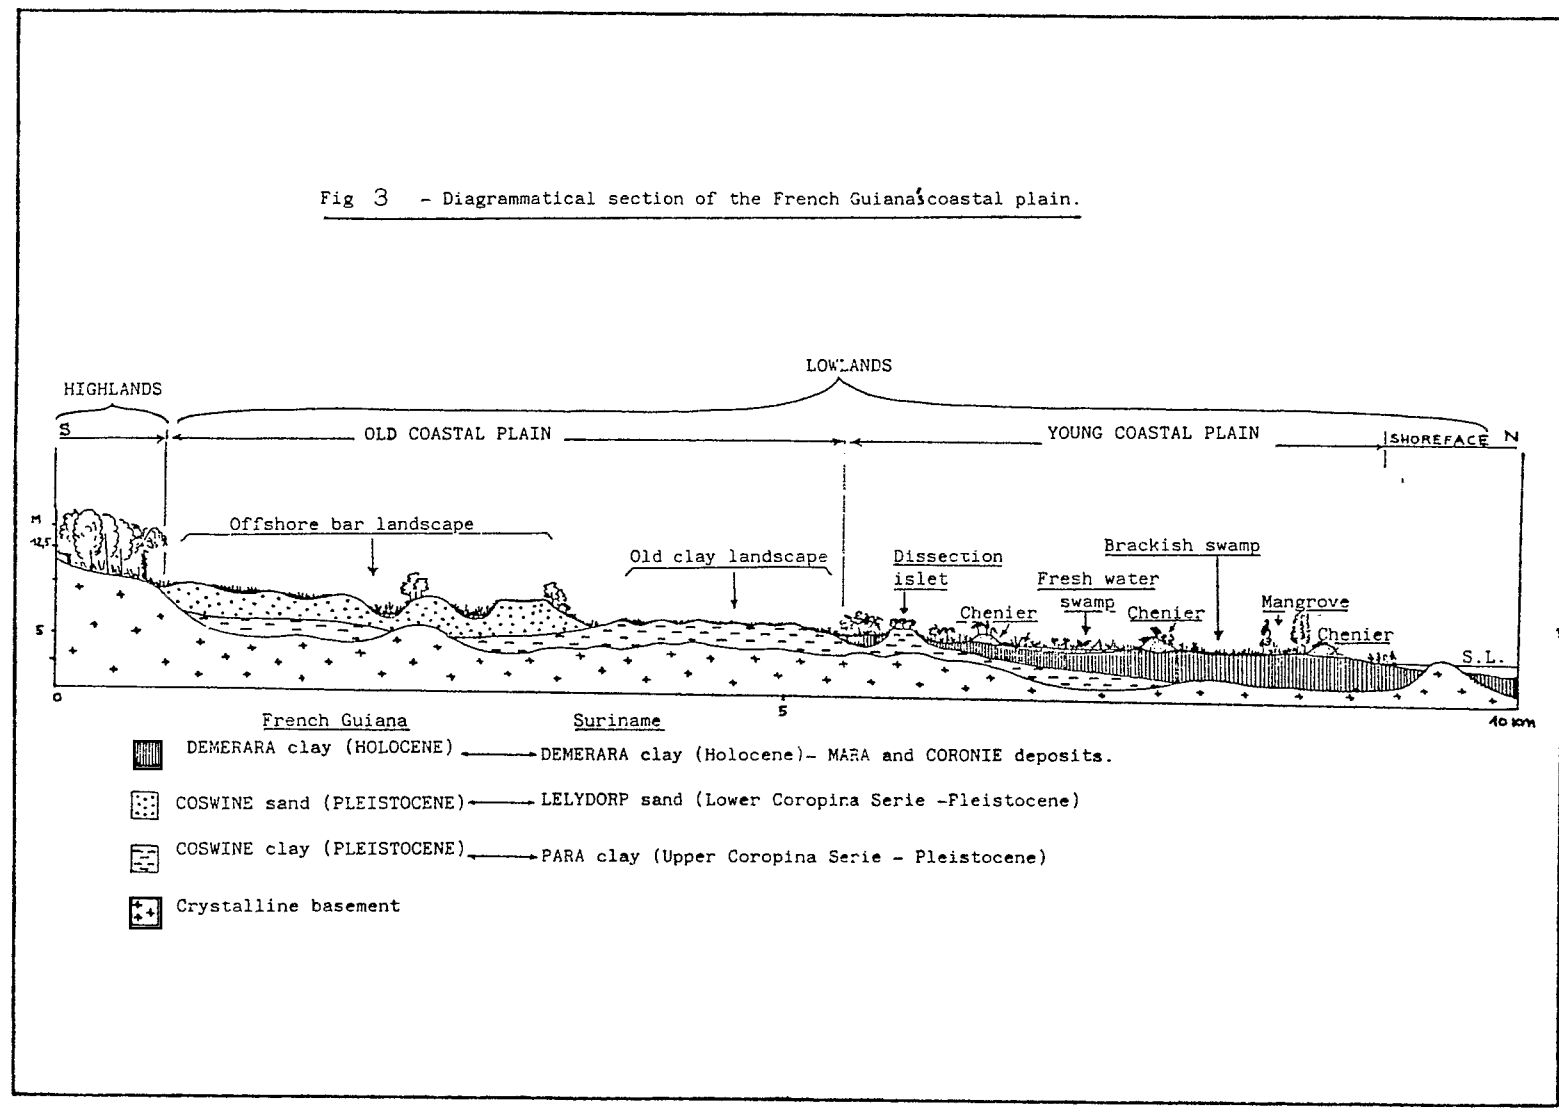 Fig 3 - Diagrammatical section of the French Guiana's coastal plain.
LOWLANDS
HIGHLANDS
S
OLD COASTAL PLAIN
YOUNG COASTAL PLAIN
SHOREFACE N
M
12,5
5
Offshore bar landscape
Old clay landscape
Dissection
islet
Brackish swamp
Fresh water
swamp
Chenier
Chenier
Mangrove
Chenier
S.L.
0
5
10 km
French Guiana Suriname
DEMERARA clay (HOLOCENE) DEMERARA clay (Holocene)- MARA and CORONIE deposits.
COSWINE sand (PLEISTOCENE) LELYDORP sand (Lower Coropina Serie -Pleistocene)
COSWINE clay (PLEISTOCENE) PARA clay (Upper Coropina Serie - Pleistocene)
Crystalline basement